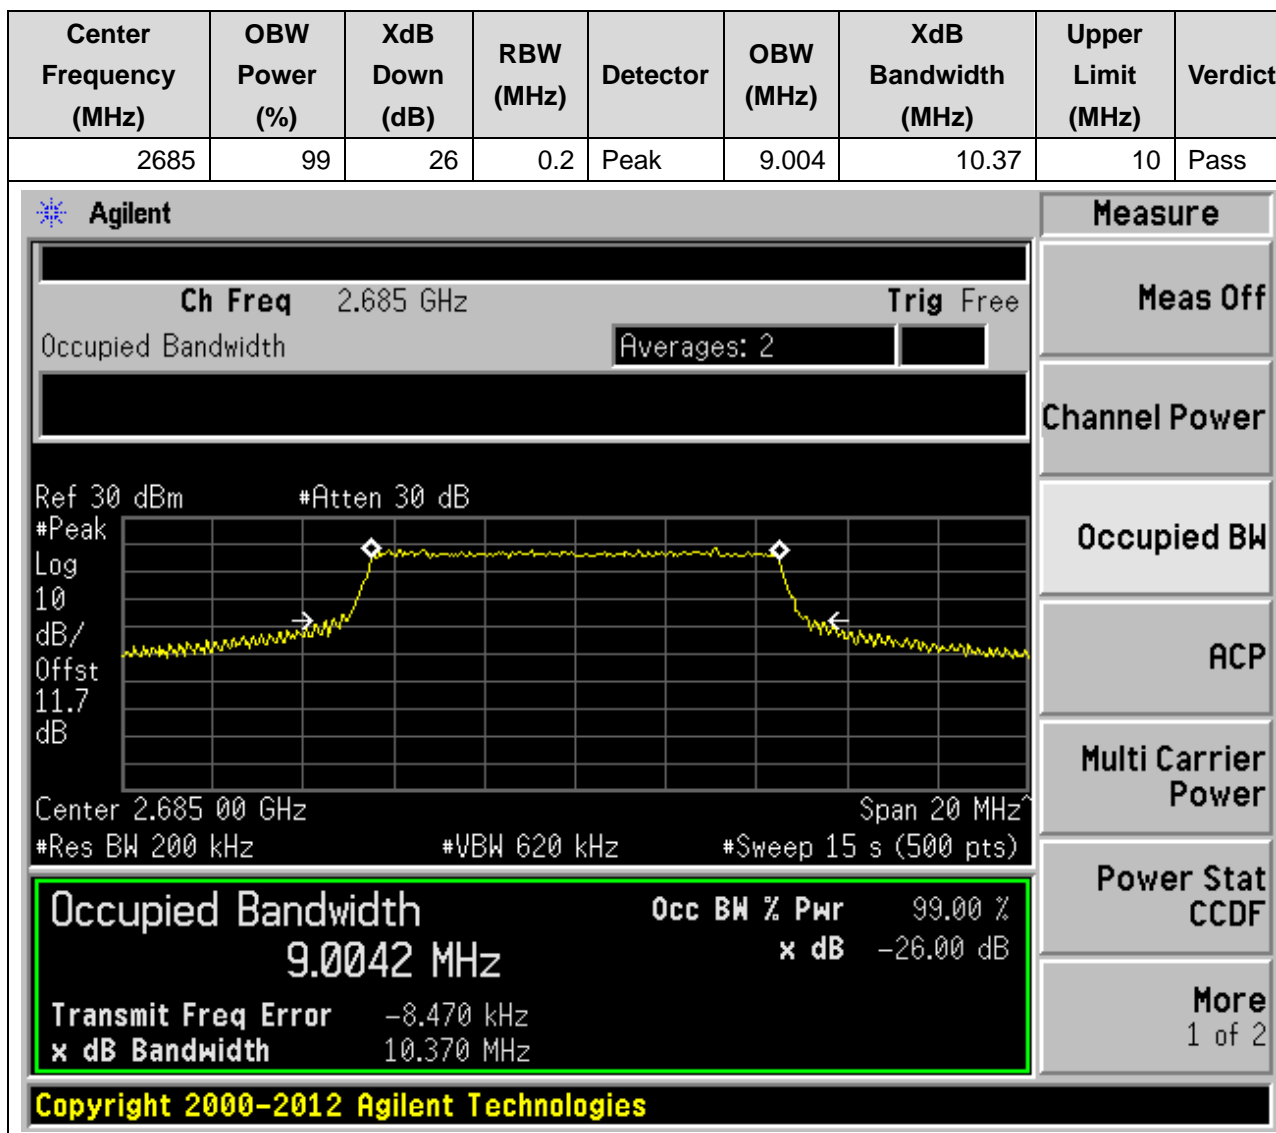 Center Frequency (MHz) OBW Power (%) XdB Down (dB) RBW (MHz) Detector OBW (MHz) XdB Bandwidth (MHz) Upper Limit (MHz) Verdict
2685 99 26 0.2 Peak 9.004 10.37 10 Pass
Agilent
Measure
Ch Freq 2.685 GHz Trig Free
Meas Off
Occupied Bandwidth Averages: 2
Channel Power
Ref 30 dBm #Atten 30 dB
#Peak
Log
10
dB/
Offst
11.7
dB
Occupied BW
ACP
Multi Carrier
Power
Center 2.685 00 GHz Span 20 MHz^
#Res BW 200 kHz #VBW 620 kHz #Sweep 15 s (500 pts)
Power Stat
CCDF
Occupied Bandwidth Occ BW % Pwr 99.00 %
9.0042 MHz x dB -26.00 dB
Transmit Freq Error -8.470 kHz
x dB Bandwidth 10.370 MHz
More
1 of 2
Copyright 2000-2012 Agilent Technologies